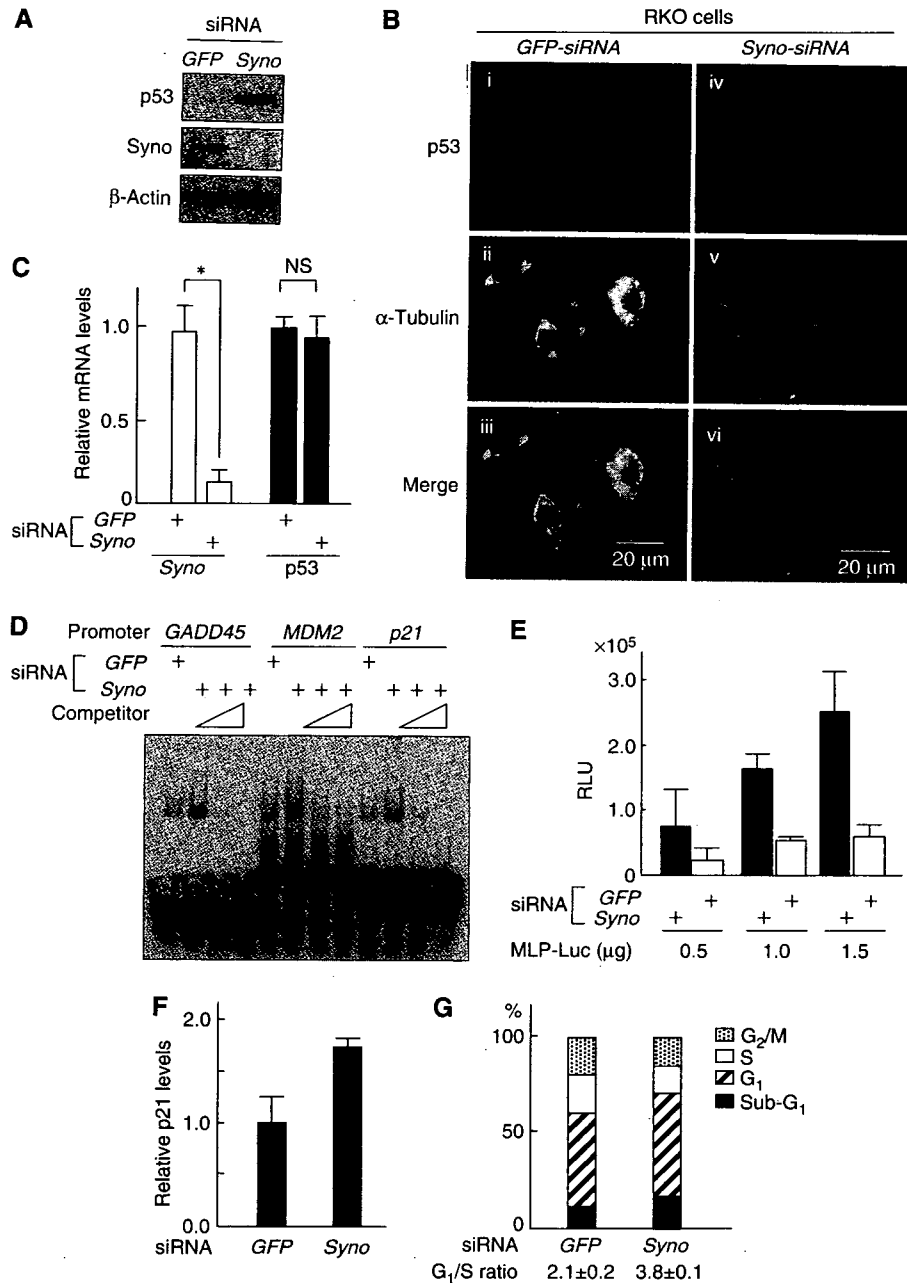 A
siRNA
GFP Syno
p53
Syno
β-Actin
B
RKO cells
GFP-siRNA Syno-siRNA
i iv
p53
ii v
α-Tubulin
iii vi
Merge
20 µm 20 µm
C
* NS
Relative mRNA levels
1.0
0.5
0
siRNA GFP + +
Syno + +
Syno p53
D
Promoter GADD45 MDM2 p21
siRNA GFP + + +
Syno + + + + + + + + +
Competitor
E
×10⁵
RLU
3.0
2.0
1.0
0
siRNA GFP + + +
Syno + + +
MLP-Luc (µg) 0.5 1.0 1.5
F
Relative p21 levels
2.0
1.0
0.0
siRNA GFP Syno
G
%
100
50
0
G₂/M
S
G₁
Sub-G₁
siRNA GFP Syno
G₁/S ratio 2.1±0.2 3.8±0.1